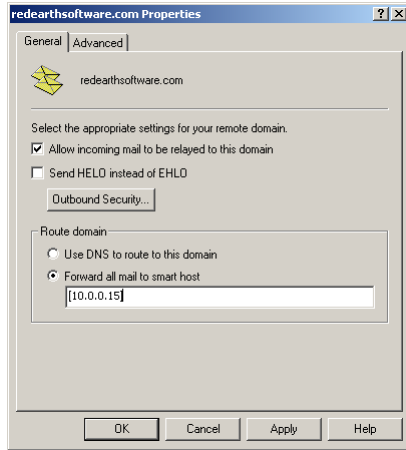 redearthsoftware.com Properties
General Advanced
redearthsoftware.com
Select the appropriate settings for your remote domain.
Allow incoming mail to be relayed to this domain
Send HELO instead of EHLO
Outbound Security...
Route domain
Use DNS to route to this domain
Forward all mail to smart host
[10.0.0.15]
OK Cancel Apply Help